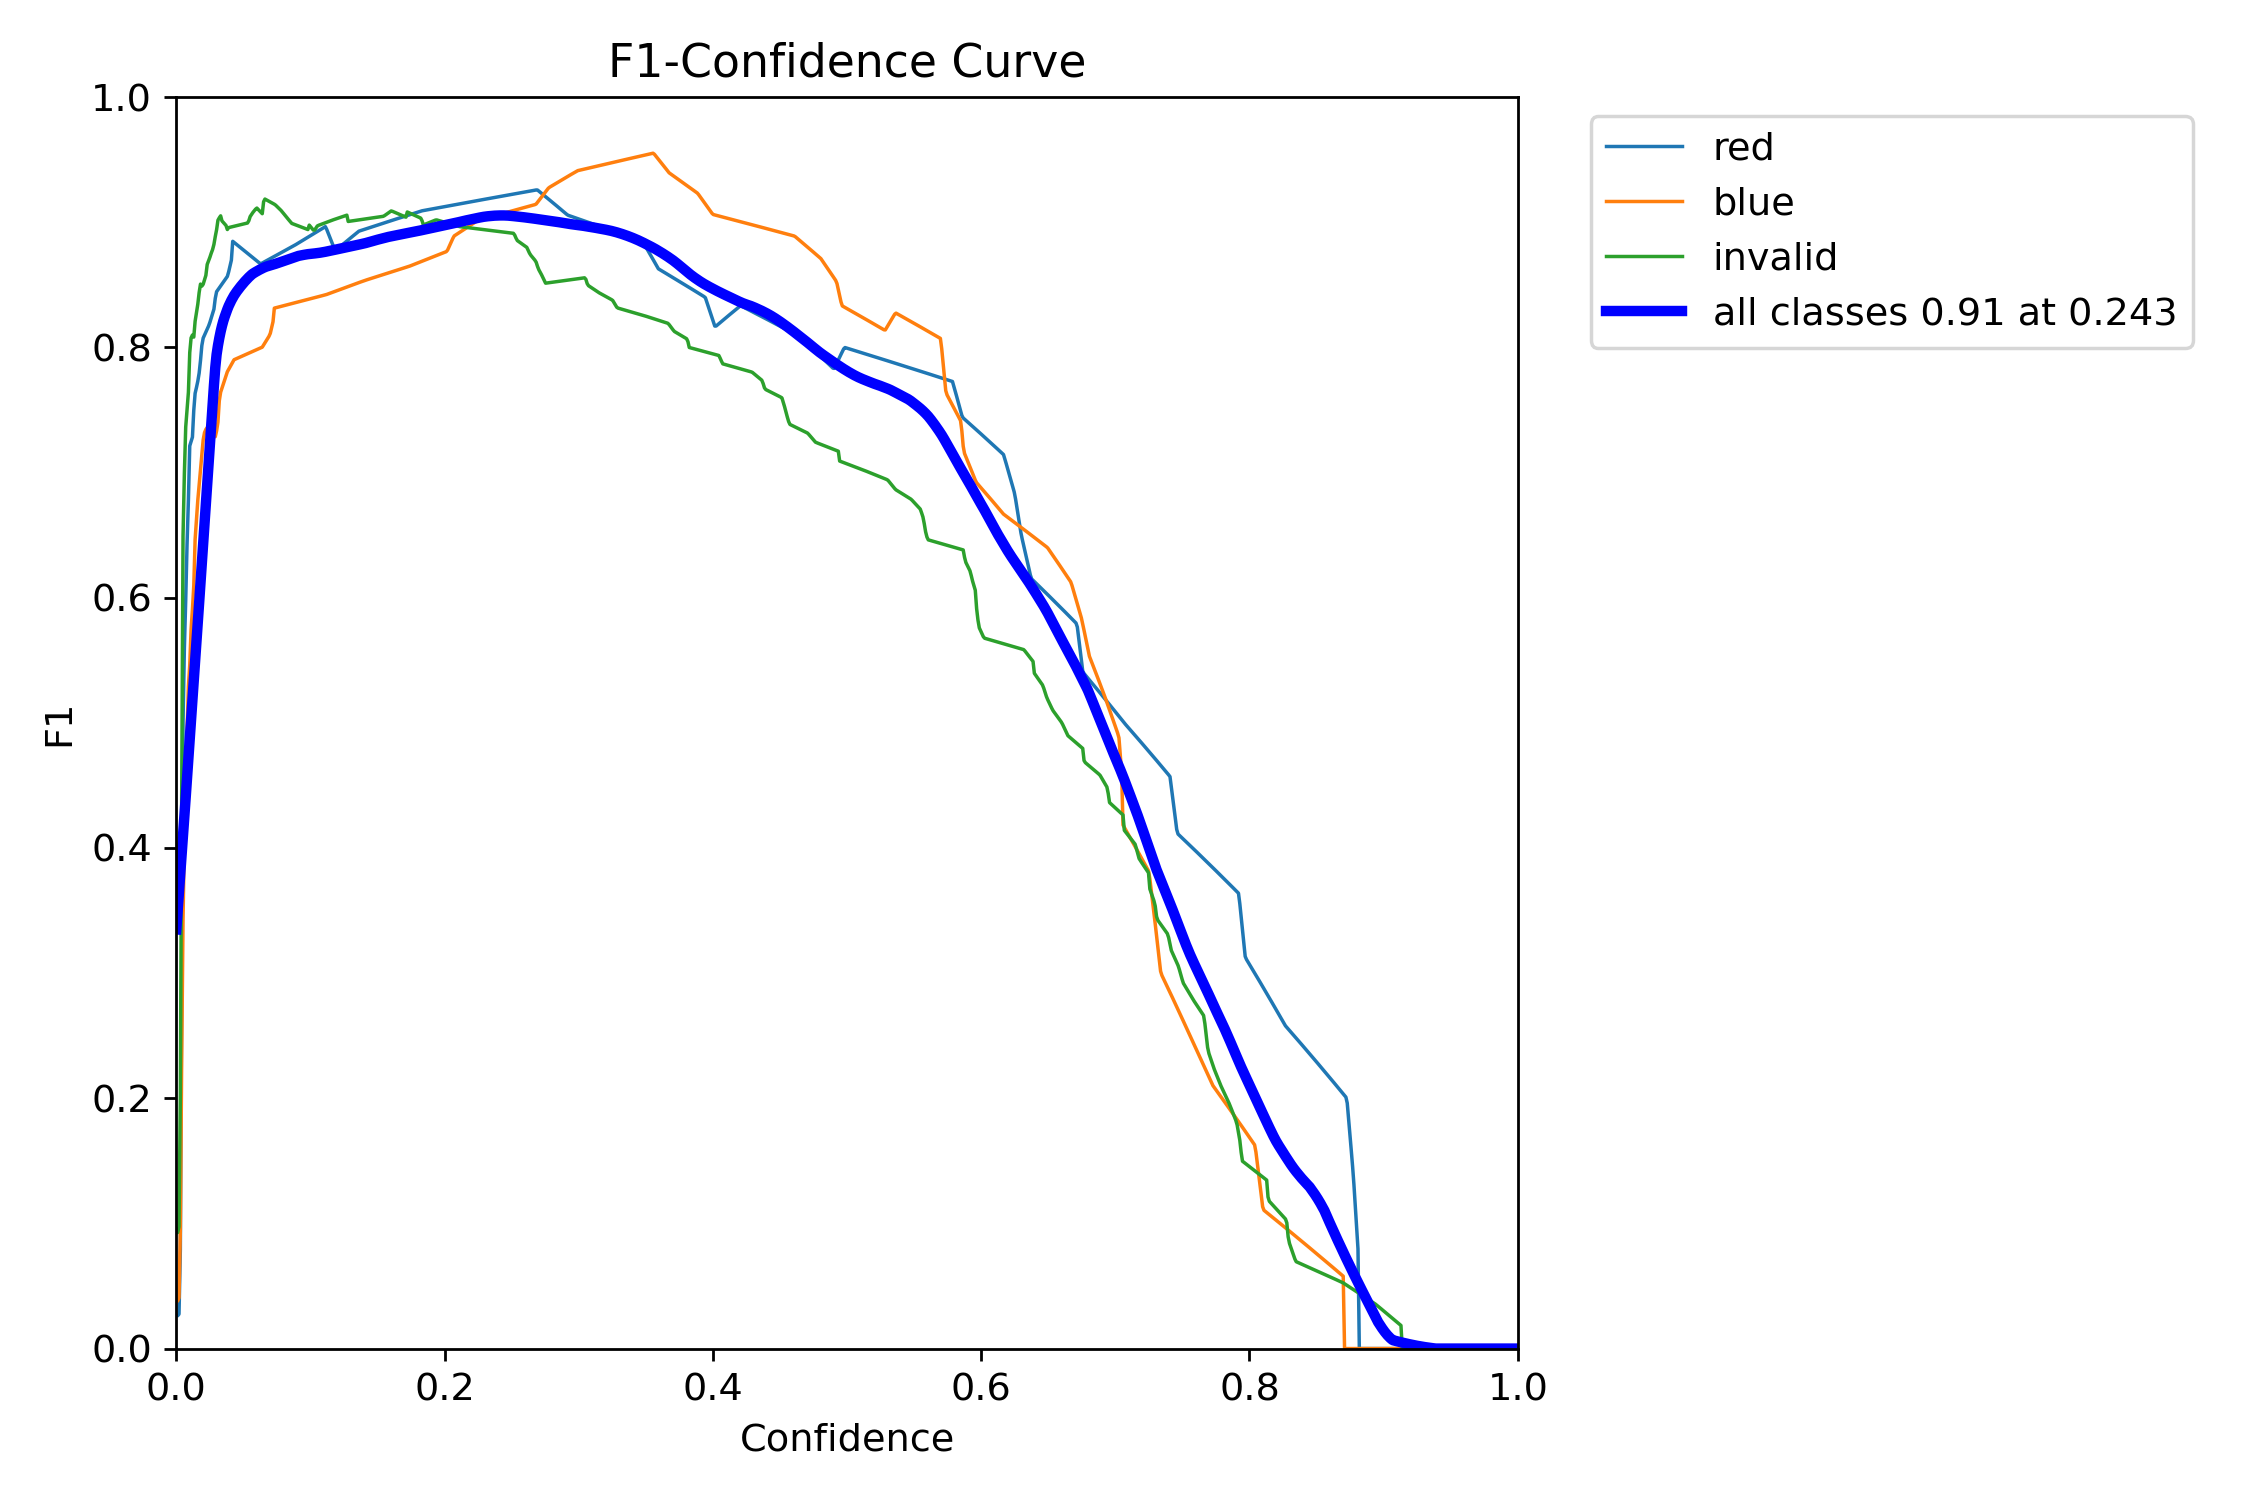 F1-Confidence Curve
1.0
0.8
0.6
0.4
0.2
0.0
F1
0.0 0.2 0.4 0.6 0.8 1.0
Confidence
red
blue
invalid
all classes 0.91 at 0.243